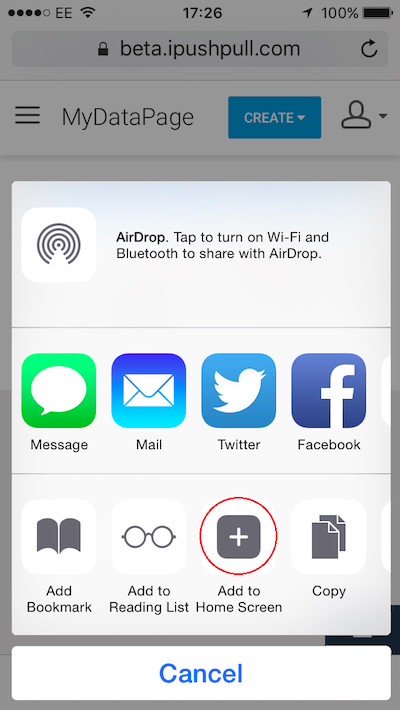 EE 17:26 100%
beta.ipushpull.com
MyDataPage CREATE
AirDrop. Tap to turn on Wi-Fi and
Bluetooth to share with AirDrop.
Message Mail Twitter Facebook
Add
Bookmark
Add to
Reading List
Add to
Home Screen
Copy
Cancel